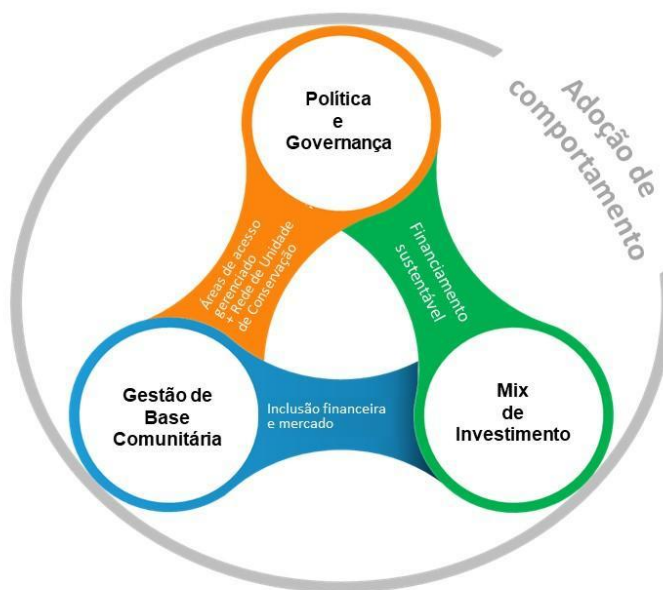 Adoção de
comportamento
Política
e
Governança
Áreas de acesso
gerenciado
+ Rede de Unidade
de Conservação
Financiamento
sustentável
Gestão de
Base
Comunitária
Inclusão financeira
e mercado
Mix
de
Investimento